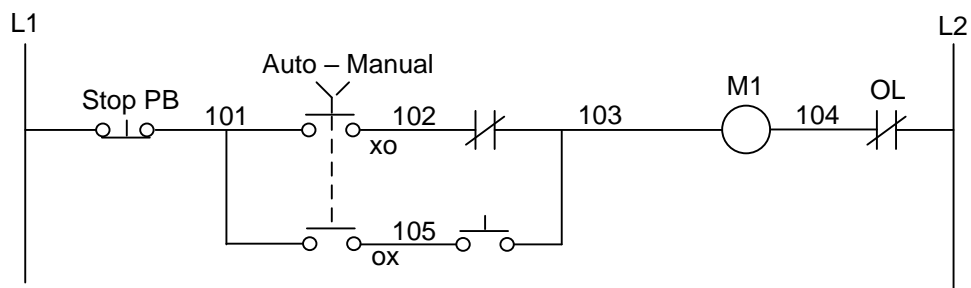 L1
L2
Auto – Manual
Stop PB
M1
OL
101
102
103
104
xo
105
ox